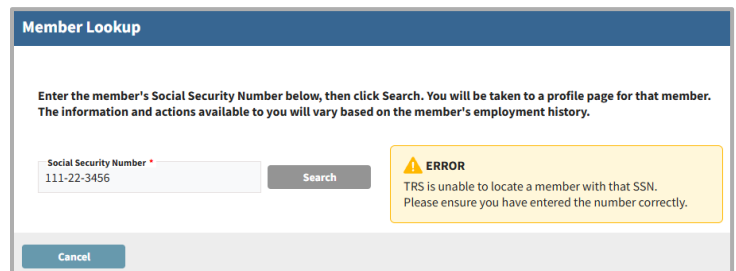 Member Lookup
Enter the member's Social Security Number below, then click Search. You will be taken to a profile page for that member.
The information and actions available to you will vary based on the member's employment history.
Social Security Number *
111-22-3456
Search
ERROR
TRS is unable to locate a member with that SSN.
Please ensure you have entered the number correctly.
Cancel